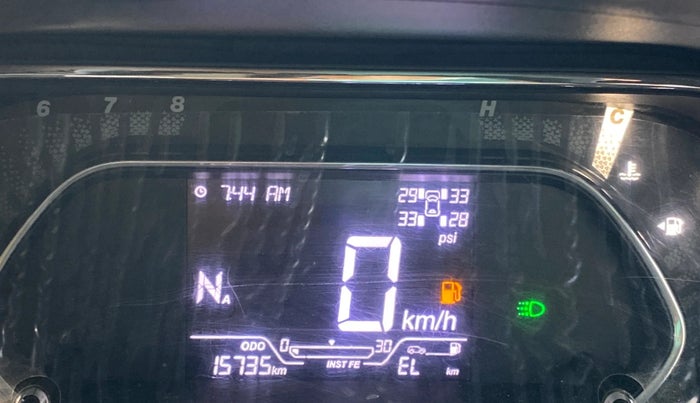 6 7 8 H C
7:44 AM 29 33
33 28
psi
NA 0 km/h
ODO 0 30
15735 km INST FE EL km